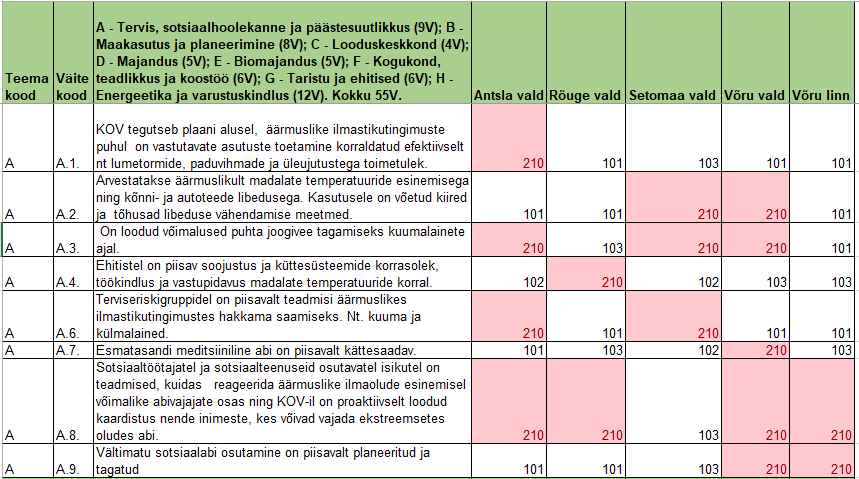 A - Tervis, sotsiaalhoolekanne ja päästesuutlikkus (9V); B -
Maakasutus ja planeerimine (8V); C - Looduskeskkond (4V);
D - Majandus (5V); E - Biomajandus (5V); F - Kogukond,
teadlikkus ja koostöö (6V); G - Taristu ja ehitised (6V); H -
Energeetika ja varustuskindlus (12V). Kokku 55V.
Teema kood
Väite kood
Antsla vald Rõuge vald Setomaa vald Võru vald Võru linn
KOV tegutseb plaani alusel, äärmuslike ilmastikutingimuste
puhul on vastutavate asutuste toetamine korraldatud efektiivselt
A A.1. nt lumetormide, paduvihmade ja üleujutustega toimetulek. 210 101 103 101 101
Arvestatakse äärmuslikult madalate temperatuuride esinemisega
ning kõnni- ja autoteede libedusega. Kasutusele on võetud kiired
A A.2. ja tõhusad libeduse vähendamise meetmed. 101 101 210 210 101
On loodud võimalused puhta joogivee tagamiseks kuumalainete
A A.3. ajal. 210 103 210 210 101
Ehitistel on piisav soojustus ja küttesüsteemide korrasolek,
A A.4. töökindlus ja vastupidavus madalate temperatuuride korral. 102 210 102 103 103
Terviseriskigruppidel on piisavalt teadmisi äärmuslikes
ilmastikutingimustes hakkama saamiseks. Nt. kuuma ja
A A.6. külmalained. 210 101 210 101 101
A A.7. Esmatasandi meditsiiniline abi on piisavalt kättesaadav. 101 103 102 210 103
Sotsiaaltöötajatel ja sotsiaalteenuseid osutavatel isikutel on
teadmised, kuidas reageerida äärmuslike ilmaolude esinemisel
võimalike abivajajate osas ning KOV-il on proaktiivselt loodud
kaardistus nende inimeste, kes võivad vajada ekstreemsetes
A A.8. oludes abi. 210 210 103 210 210
Vältimatu sotsiaalabi osutamine on piisavalt planeeritud ja
A A.9. tagatud 101 101 103 210 210